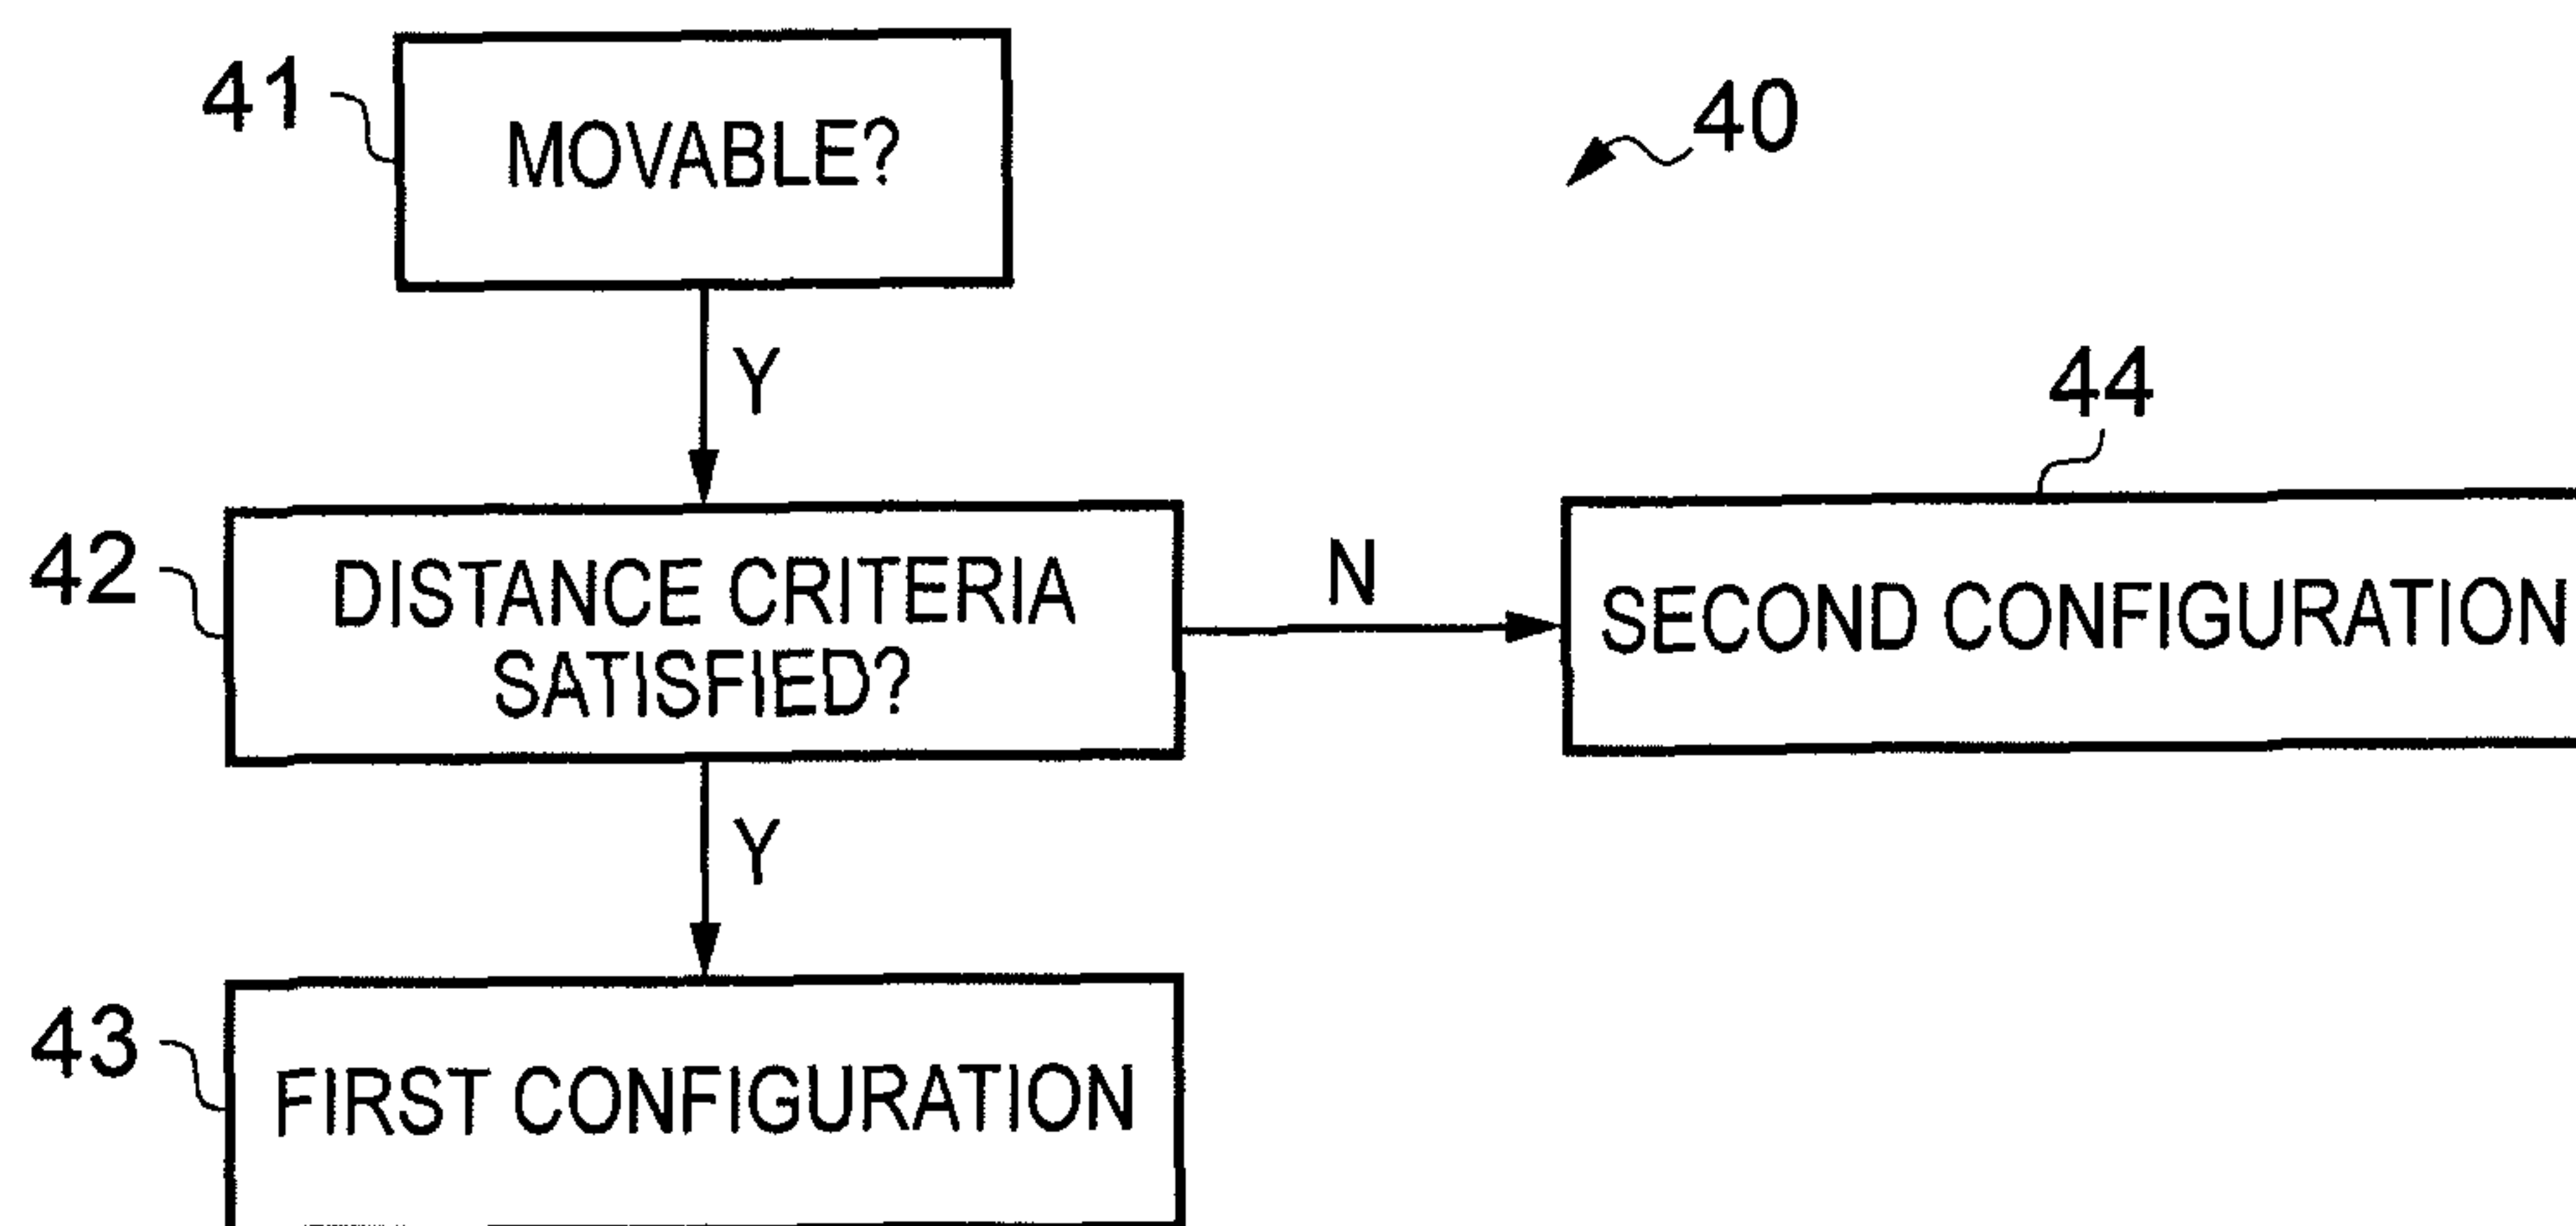 41
MOVABLE?
40
Y
44
42
DISTANCE CRITERIA
SATISFIED?
N
SECOND CONFIGURATION
Y
43
FIRST CONFIGURATION